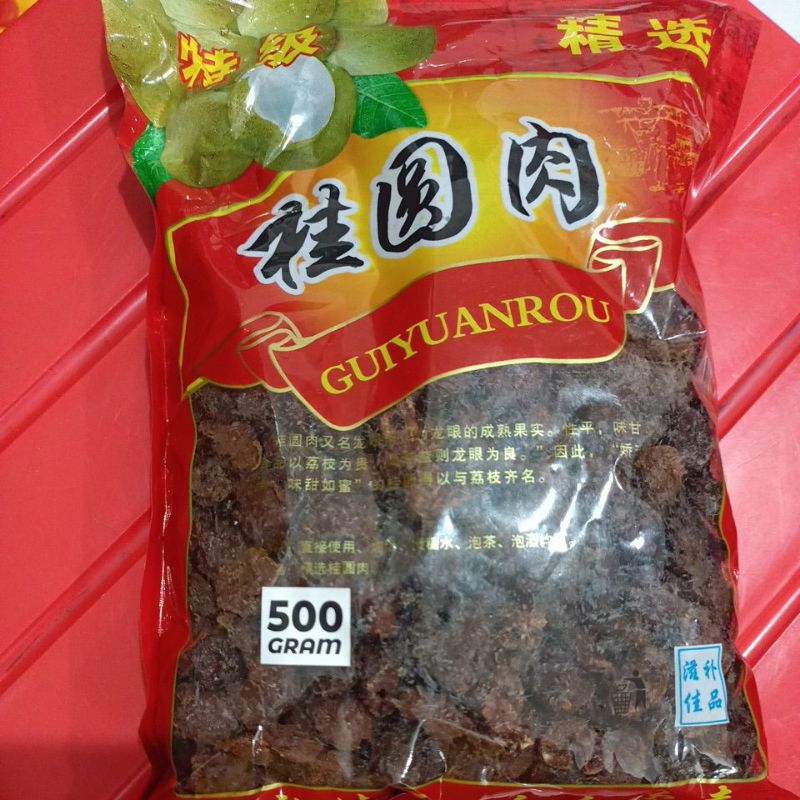 特级
精选
桂圆肉
GUIYUANROU
圆肉又名龙 龙眼的成熟果实。性平，味甘
以荔枝为 则龙眼为良。”因此，“
味甜如蜜” 以与荔枝齐名。
直接使用、 水、泡茶、泡
精选桂圆肉
500
GRAM
滋补
佳品